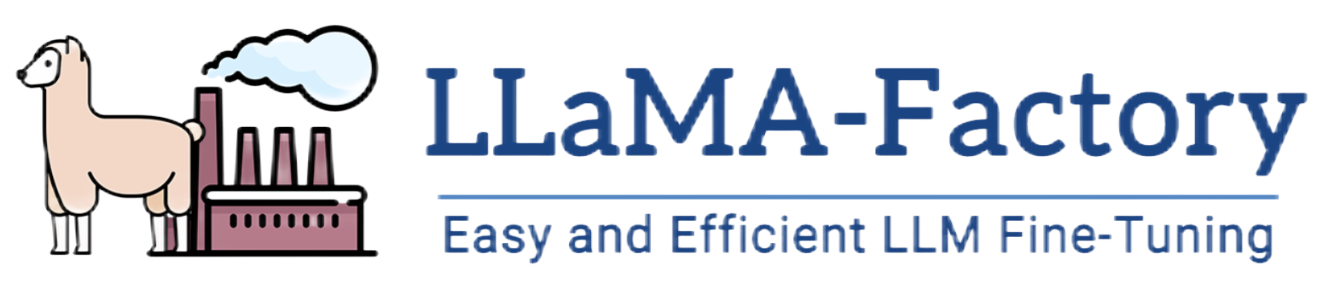 LLaMA-Factory
Easy and Efficient LLM Fine-Tuning